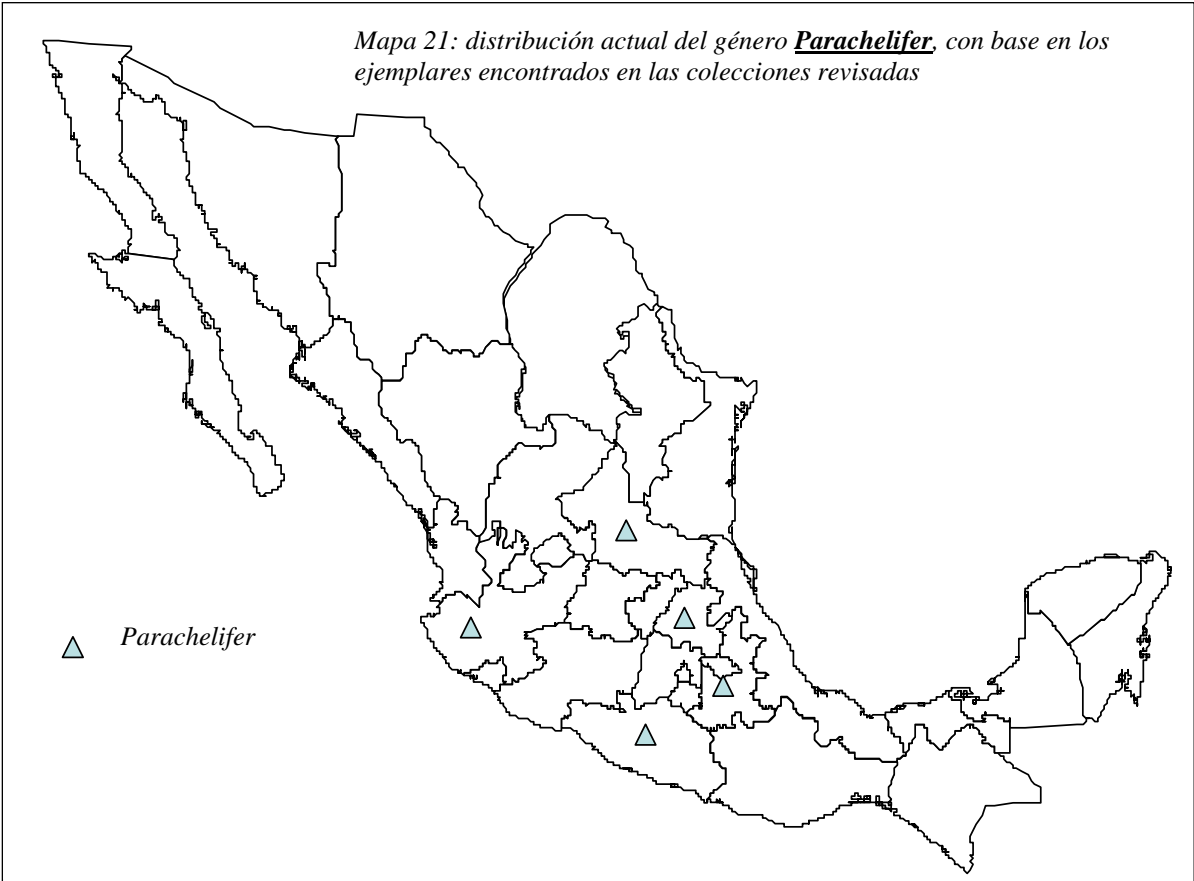 Mapa 21: distribución actual del género Parachelifer, con base en los
ejemplares encontrados en las colecciones revisadas
Parachelifer